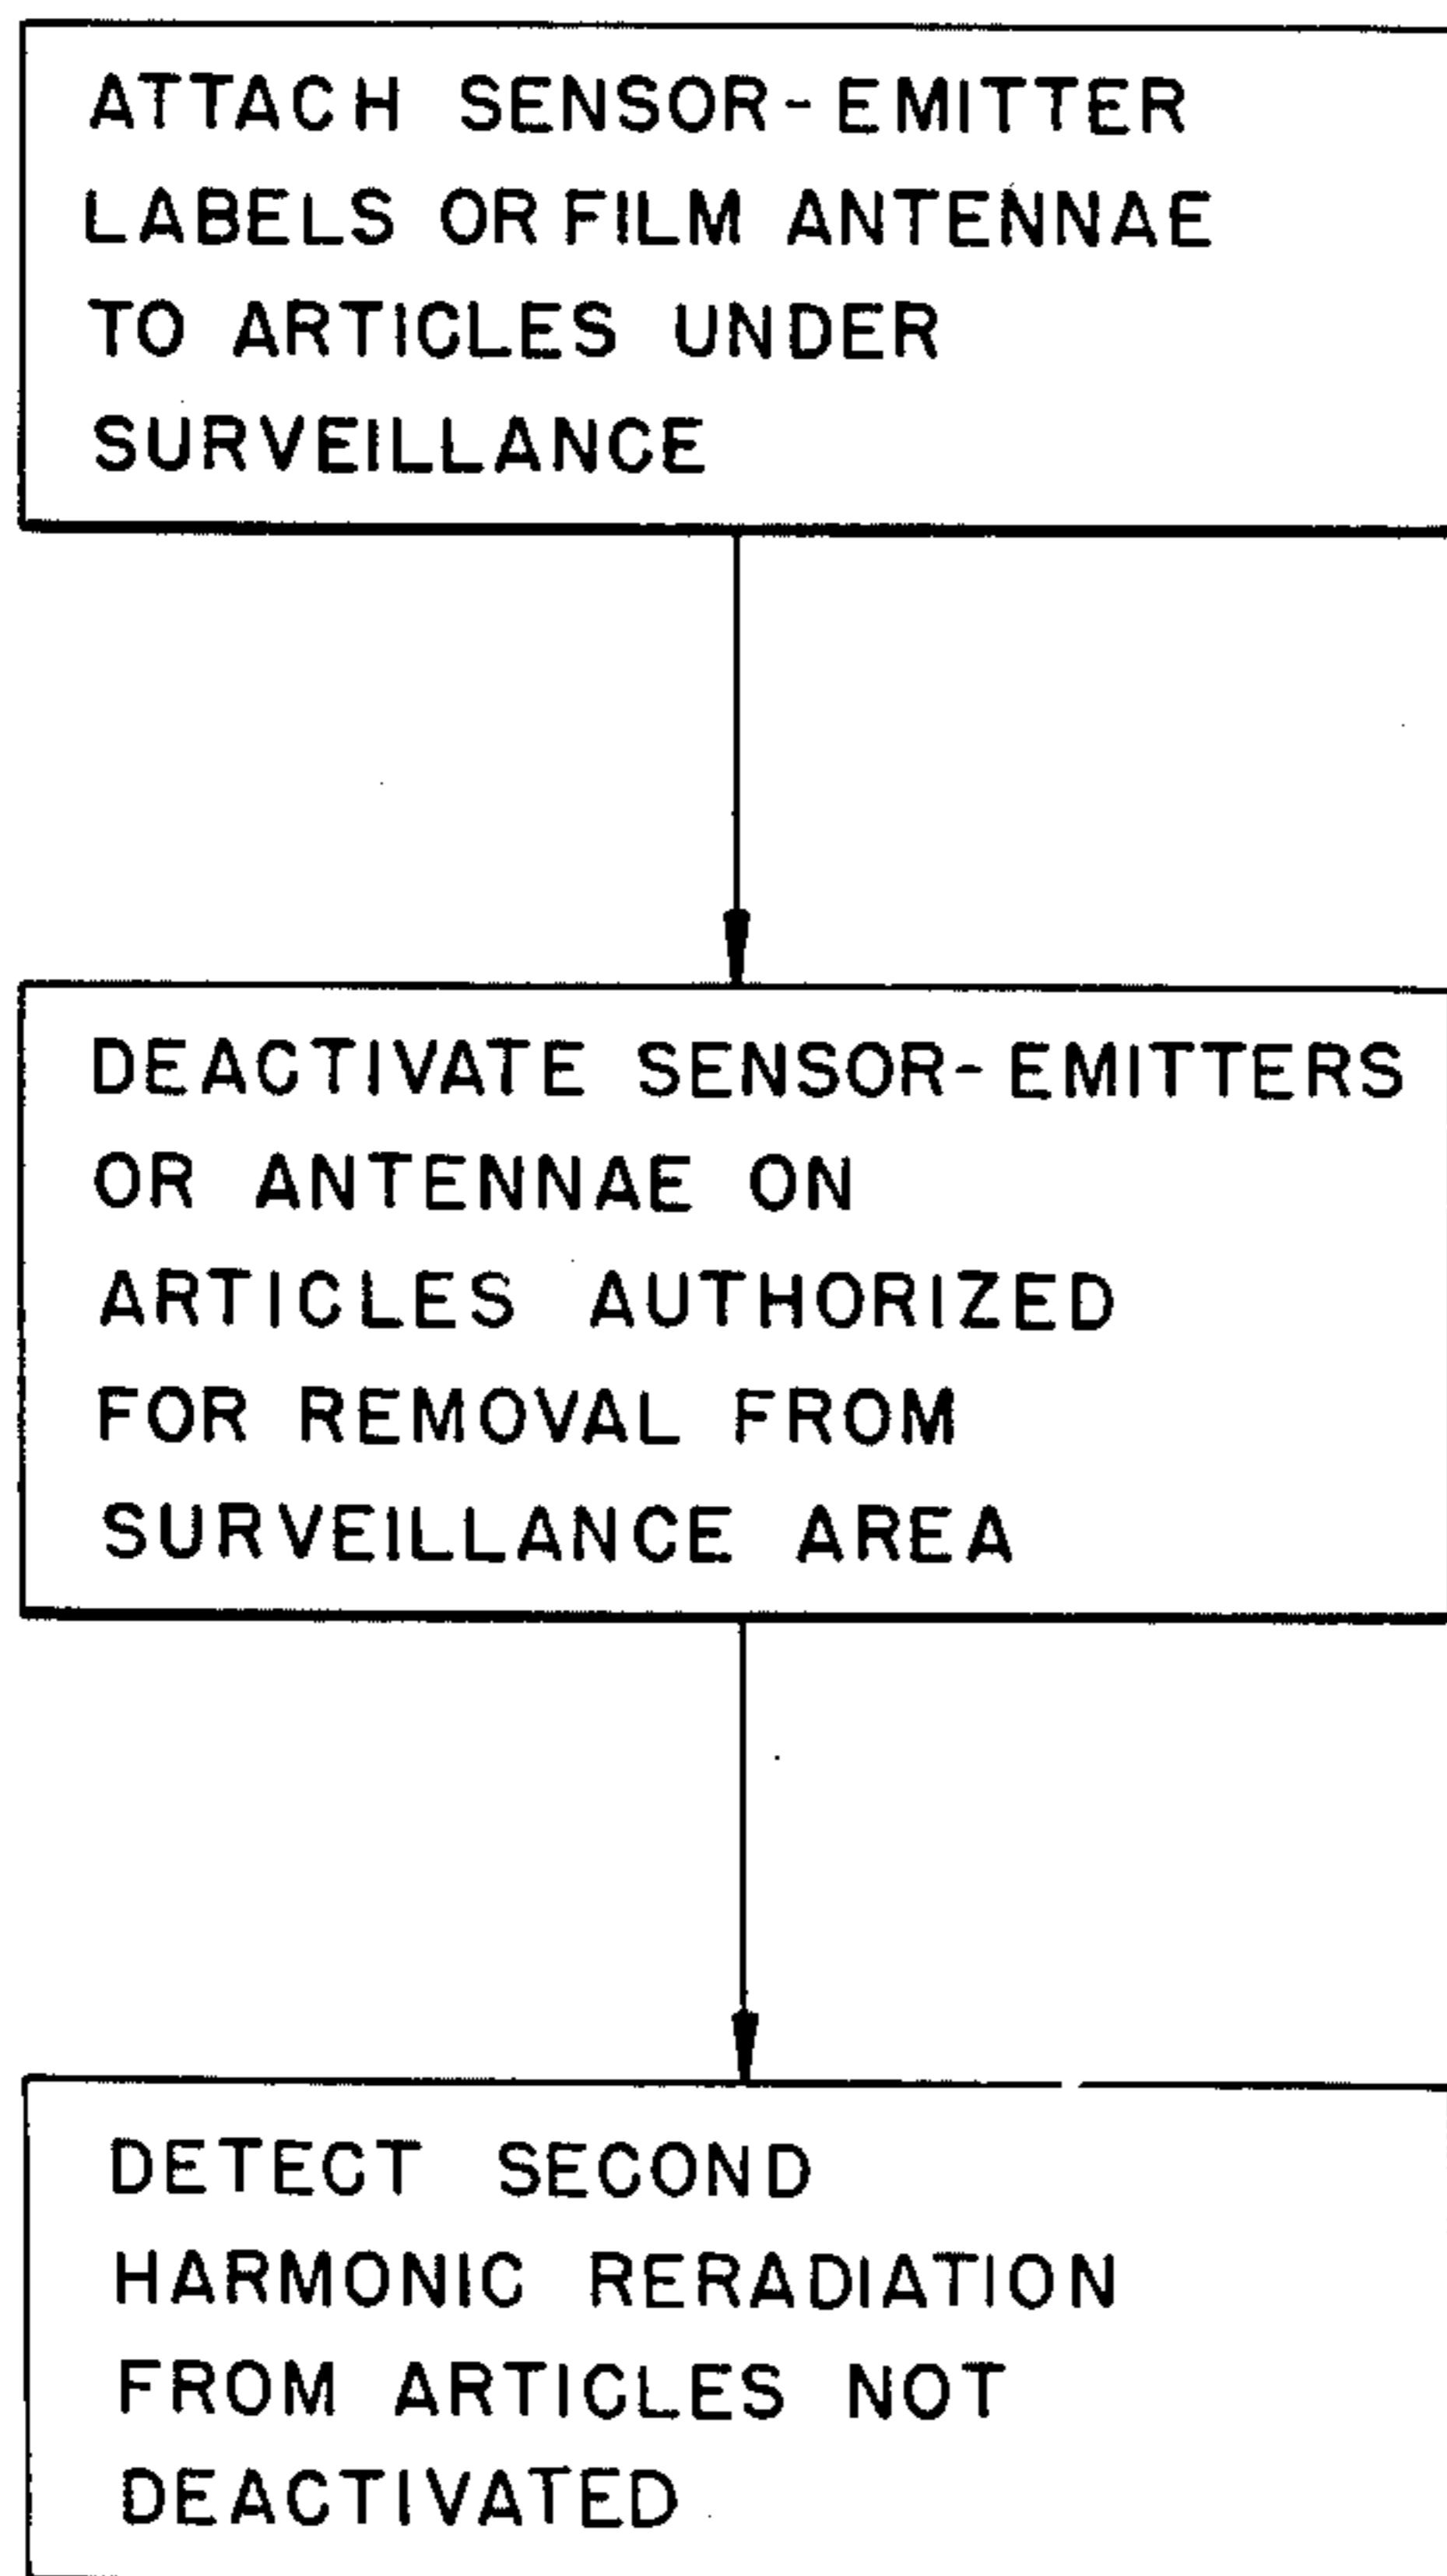 ATTACH SENSOR-EMITTER
LABELS OR FILM ANTENNAE
TO ARTICLES UNDER
SURVEILLANCE
DEACTIVATE SENSOR-EMITTERS
OR ANTENNAE ON
ARTICLES AUTHORIZED
FOR REMOVAL FROM
SURVEILLANCE AREA
DETECT SECOND
HARMONIC RERADIATION
FROM ARTICLES NOT
DEACTIVATED